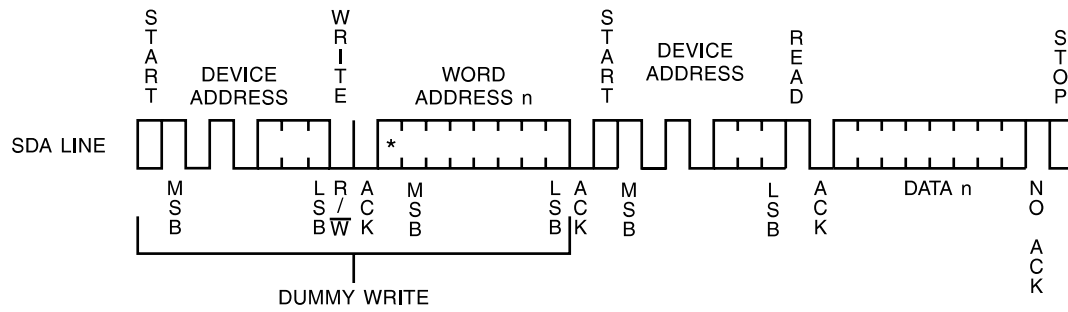 START
WRITE
START
READ
STOP
DEVICE
ADDRESS
WORD
ADDRESS n
DEVICE
ADDRESS
SDA LINE
*
MSB
LSB
R/W̅
ACK
MSB
LSB
ACK
MSB
LSB
ACK
DATA n
NO ACK
DUMMY WRITE